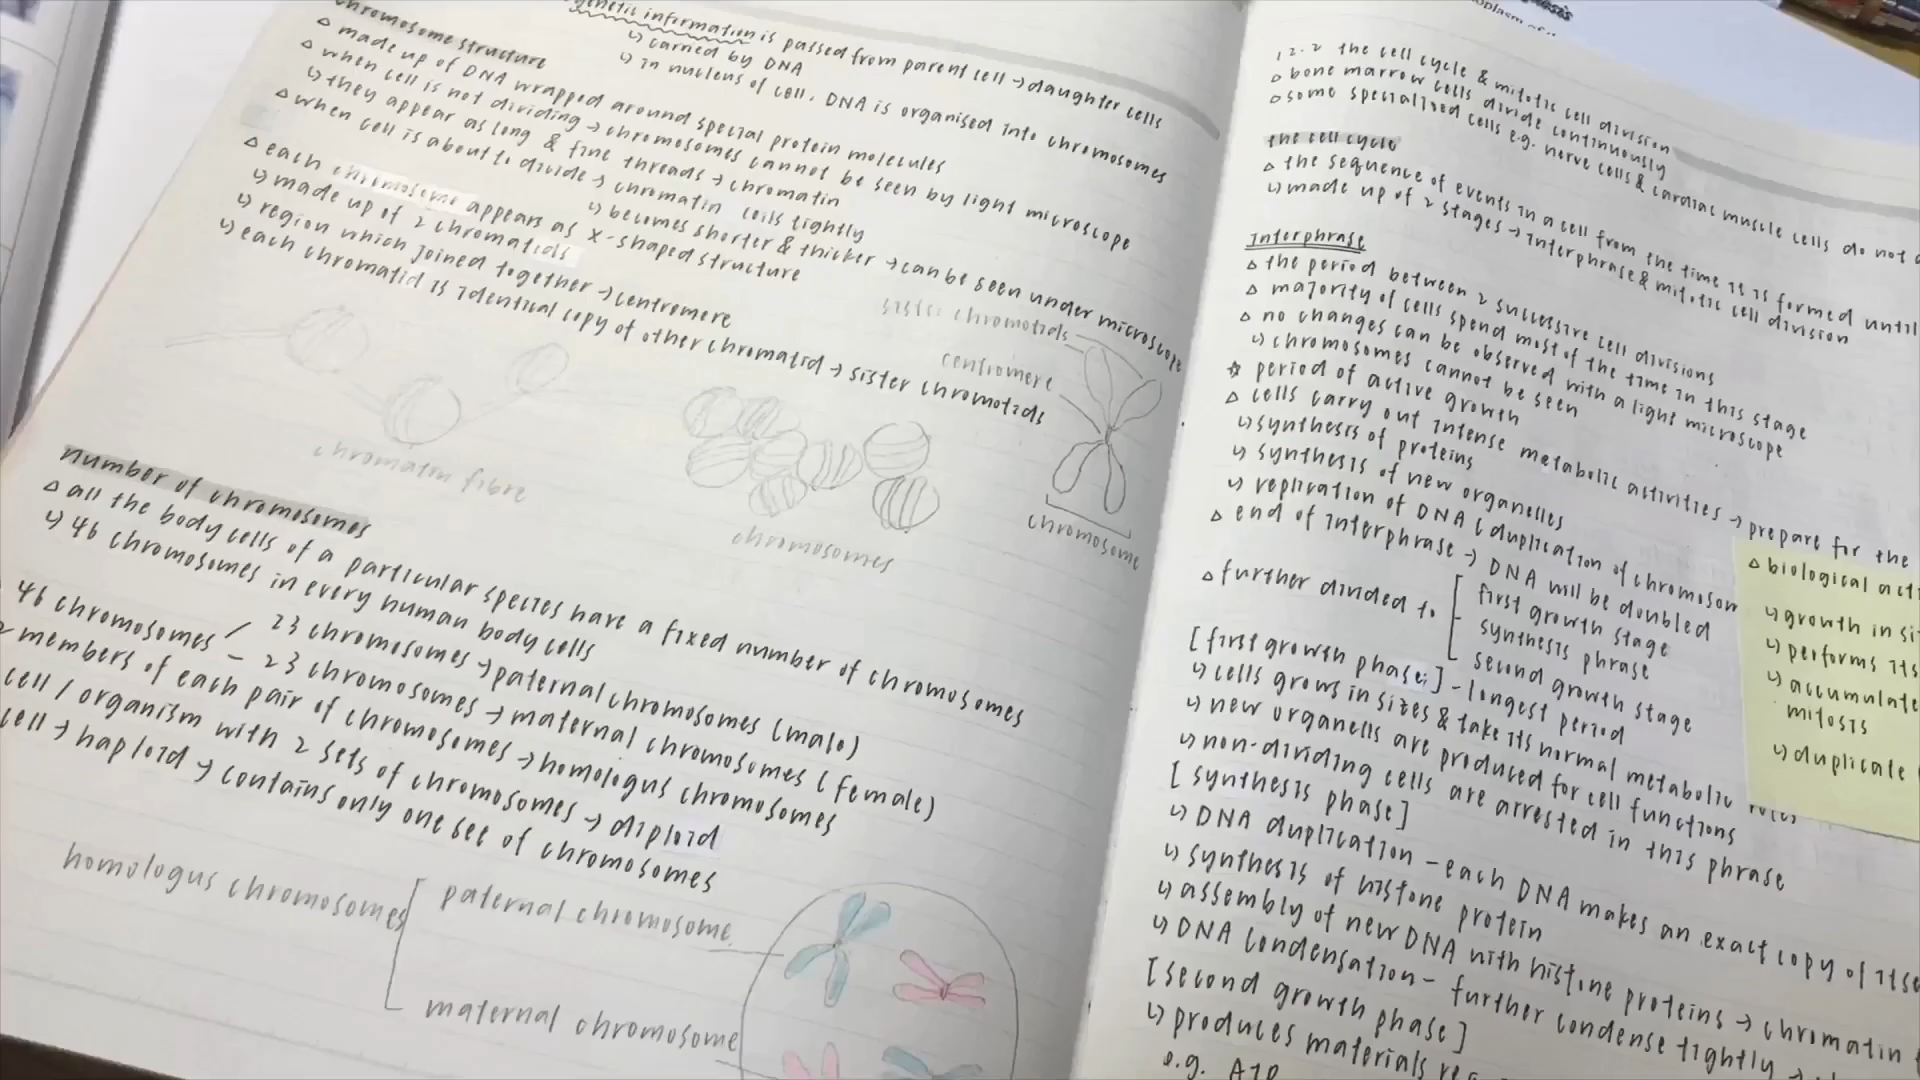 chromosome structure
△ made up of DNA wrapped around special protein molecules
△ when cell is not dividing → chromosomes cannot be seen by light microscope
↳ they appear as long & fine threads → chromatin
△ when cell is about to divide → chromatin coils tightly
↳ becomes shorter & thicker → can be seen under microscope
△ each chromosome appears as X-shaped structure
↳ made up of 2 chromatids
↳ region which joined together → centromere
↳ each chromatid is identical copy of other chromatid → sister chromatids
genetic information is passed from parent cell → daughter cells
↳ carried by DNA
↳ in nucleus of cell, DNA is organised into chromosomes
sister chromatids
centromere
chromosome
chromatin fibre
chromosomes
number of chromosomes
△ all the body cells of a particular species have a fixed number of chromosomes
↳ 46 chromosomes in every human body cells
46 chromosomes / 23 chromosomes → paternal chromosomes (male)
– 23 chromosomes → maternal chromosomes (female)
2 members of each pair of chromosomes → homologus chromosomes
cell / organism with 2 sets of chromosomes → diploid
cell → haploid → contains only one set of chromosomes
homologus chromosomes
paternal chromosome
maternal chromosome
12.2 the cell cycle & mitotic cell division
△ bone marrow cells divide continuously
△ some specialized cells e.g. nerve cells & cardiac muscle cells do not
the cell cycle
△ the sequence of events in a cell from the time it is formed until
↳ made up of 2 stages → interphrase & mitotic cell division
Interphrase
△ the period between 2 successive cell divisions
△ majority of cells spend most of the time in this stage
△ no changes can be observed with a light microscope
↳ chromosomes cannot be seen
☆ period of active growth
△ cells carry out intense metabolic activities → prepare for the
↳ synthesis of proteins
↳ synthesis of new organelles
↳ replication of DNA (duplication of chromosom
△ end of interphrase → DNA will be doubled
△ further divided to
first growth stage
synthesis phrase
second growth stage
[first growth phase] - longest period
↳ cells grows in sizes & take its normal metabolic roles
↳ new organells are produced for cell functions
↳ non-dividing cells are arrested in this phrase
[synthesis phase]
↳ DNA duplication – each DNA makes an exact copy of itse
↳ synthesis of histone protein
↳ assembly of new DNA with histone proteins → chromatin
↳ DNA condensation – further condense tightly →
[second growth phase]
↳ produces materials
e.g. ATP
△ biological acti
↳ growth in si
↳ performs its
↳ accumulate
mitosis
↳ duplicate